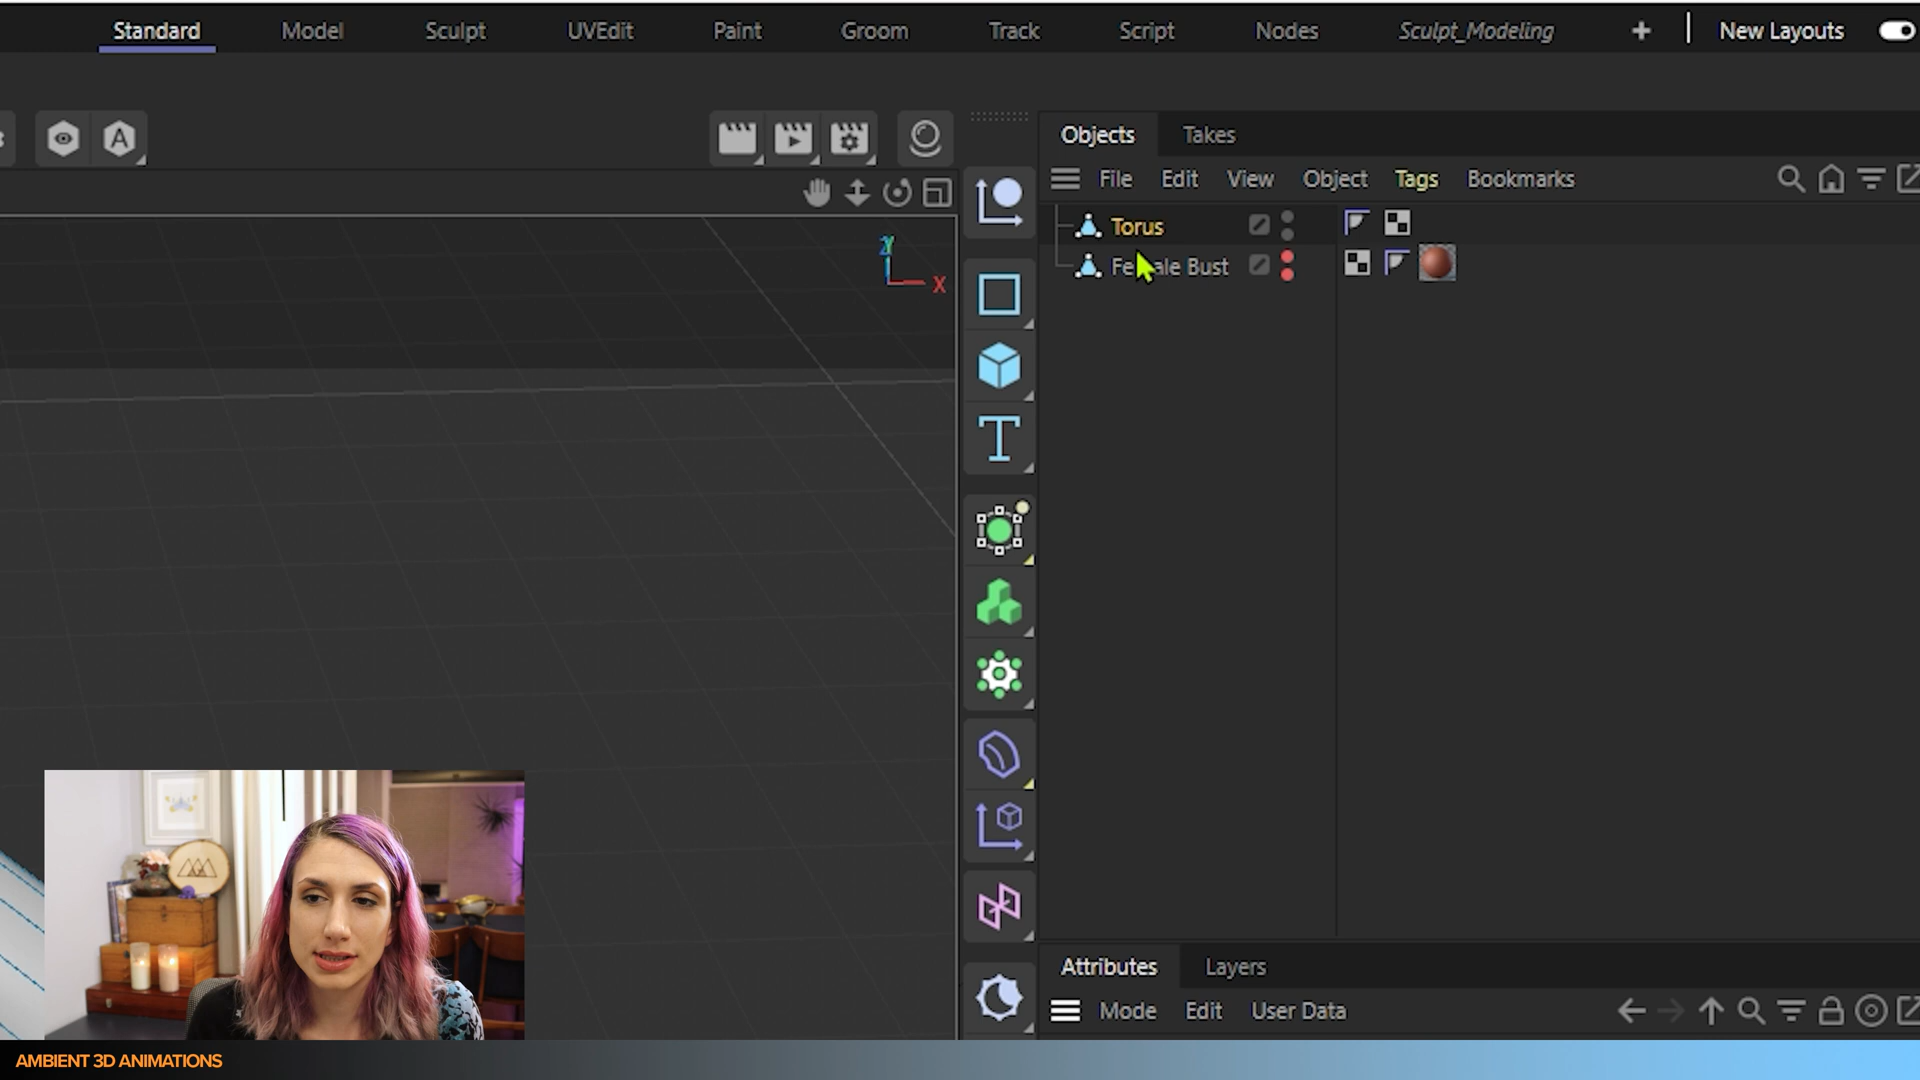 Standard Model Sculpt UVEdit Paint Groom Track Script Nodes Sculpt_Modeling + New Layouts
A
Objects Takes
File Edit View Object Tags Bookmarks
Torus
Female Bust
Y
X
T
Attributes Layers
Mode Edit User Data
AMBIENT 3D ANIMATIONS